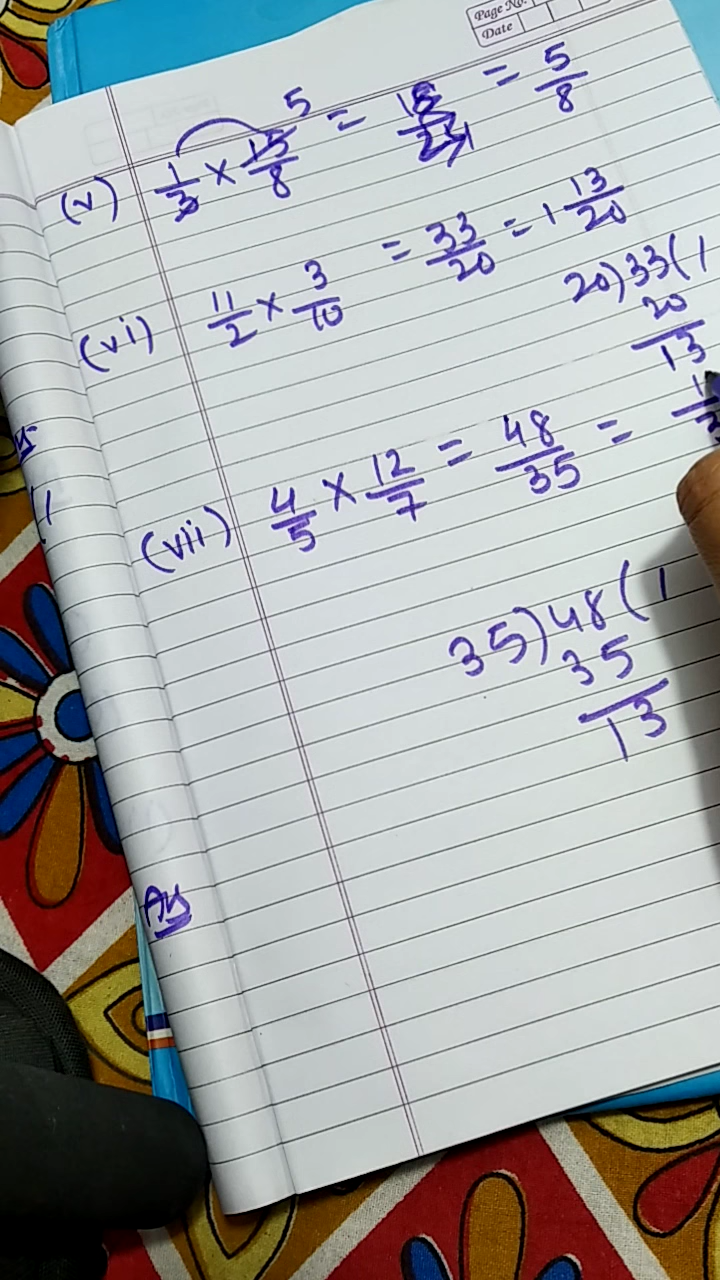 Page No.
Date
(v) 1/3 × 15/8 5 = 15/24 = 5/8
(vi) 11/2 × 3/10 = 33/20 = 1 13/20
20)33(1
20
13
(vii) 4/5 × 12/7 = 48/35 =
35)48(1
35
13
Ans